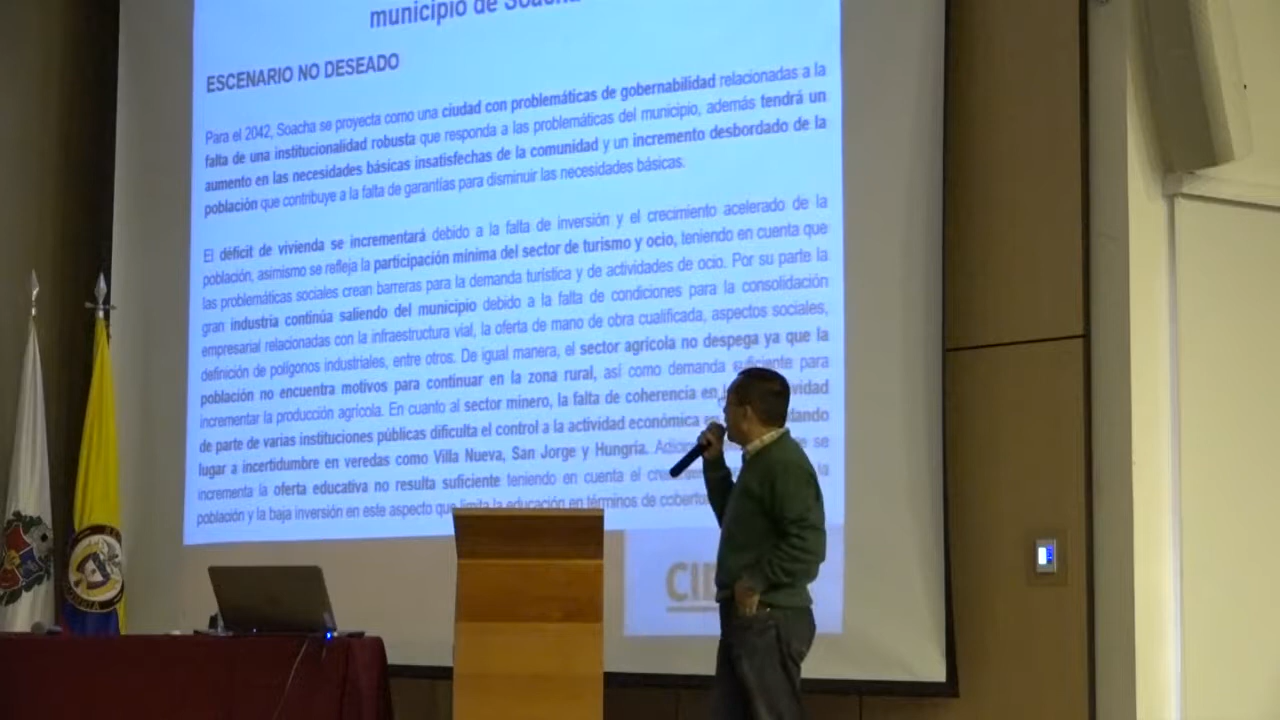 municipio de Soacha
ESCENARIO NO DESEADO
Para el 2042, Soacha se proyecta como una ciudad con problemáticas de gobernabilidad relacionadas a la
falta de una institucionalidad robusta que responda a las problemáticas del municipio, además tendrá un
aumento en las necesidades básicas insatisfechas de la comunidad y un incremento desbordado de la
población que contribuye a la falta de garantías para disminuir las necesidades básicas.
El déficit de vivienda se incrementará debido a la falta de inversión y el crecimiento acelerado de la
población, asimismo se refleja la participación mínima del sector de turismo y ocio, teniendo en cuenta que
las problemáticas sociales crean barreras para la demanda turística y de actividades de ocio. Por su parte la
gran industria continúa saliendo del municipio debido a la falta de condiciones para la consolidación
empresarial relacionadas con la infraestructura vial, la oferta de mano de obra cualificada, aspectos sociales,
definición de polígonos industriales, entre otros. De igual manera, el sector agrícola no despega ya que la
población no encuentra motivos para continuar en la zona rural, así como demanda suficiente para
incrementar la producción agrícola. En cuanto al sector minero, la falta de coherencia en
de parte de varias instituciones públicas dificulta el control a la actividad económica
lugar a incertidumbre en veredas como Villa Nueva, San Jorge y Hungría. se
incrementa la oferta educativa no resulta suficiente teniendo en cuenta el la
población y la baja inversión en este aspecto que limita la educación en términos de